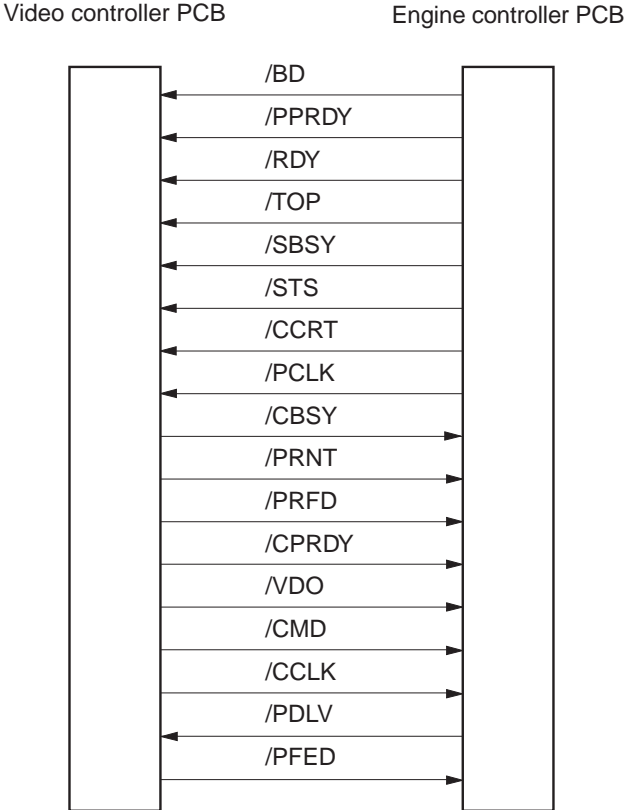 Video controller PCB
Engine controller PCB
/BD
/PPRDY
/RDY
/TOP
/SBSY
/STS
/CCRT
/PCLK
/CBSY
/PRNT
/PRFD
/CPRDY
/VDO
/CMD
/CCLK
/PDLV
/PFED